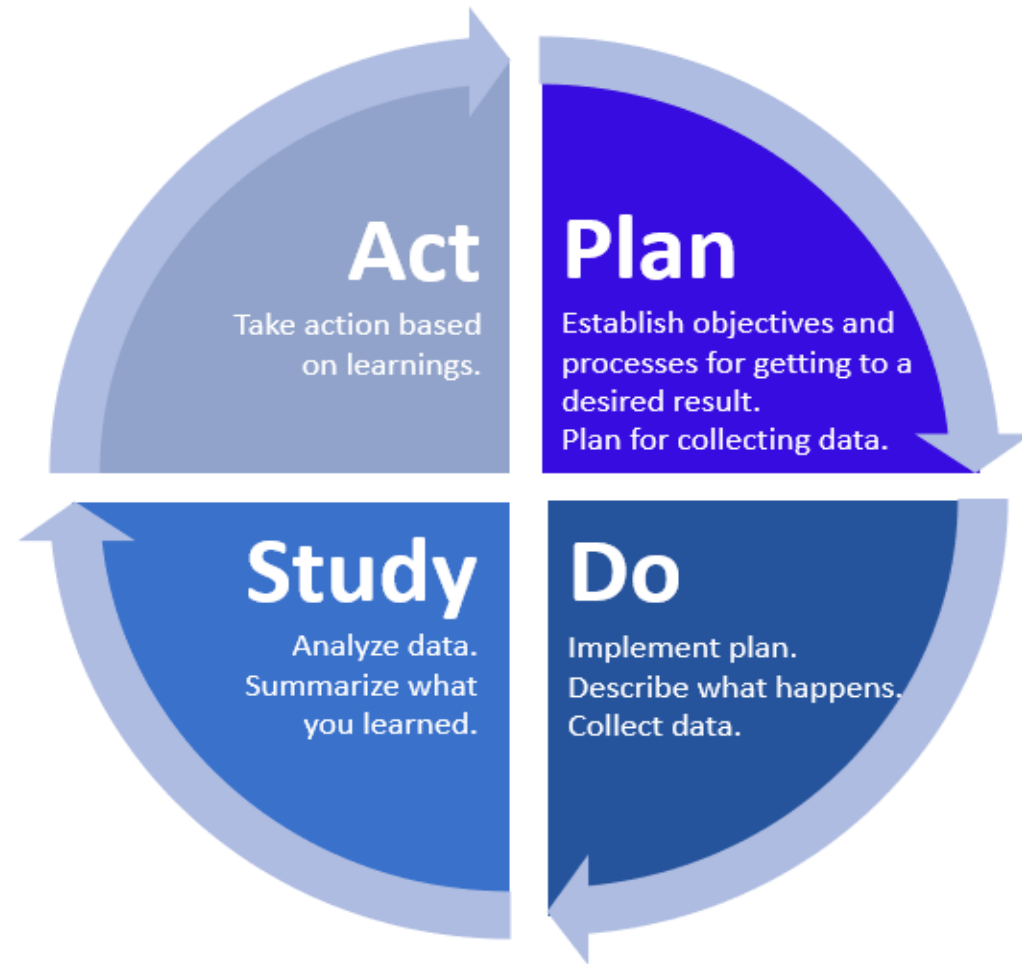 Act
Take action based
on learnings.
Plan
Establish objectives and
processes for getting to a
desired result.
Plan for collecting data.
Study
Analyze data.
Summarize what
you learned.
Do
Implement plan.
Describe what happens.
Collect data.